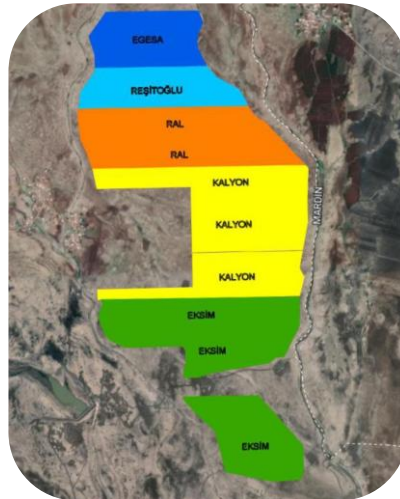 EGESA
REŞİTOĞLU
RAL
RAL
KALYON
KALYON
MARDİN
KALYON
EKSİM
EKSİM
EKSİM